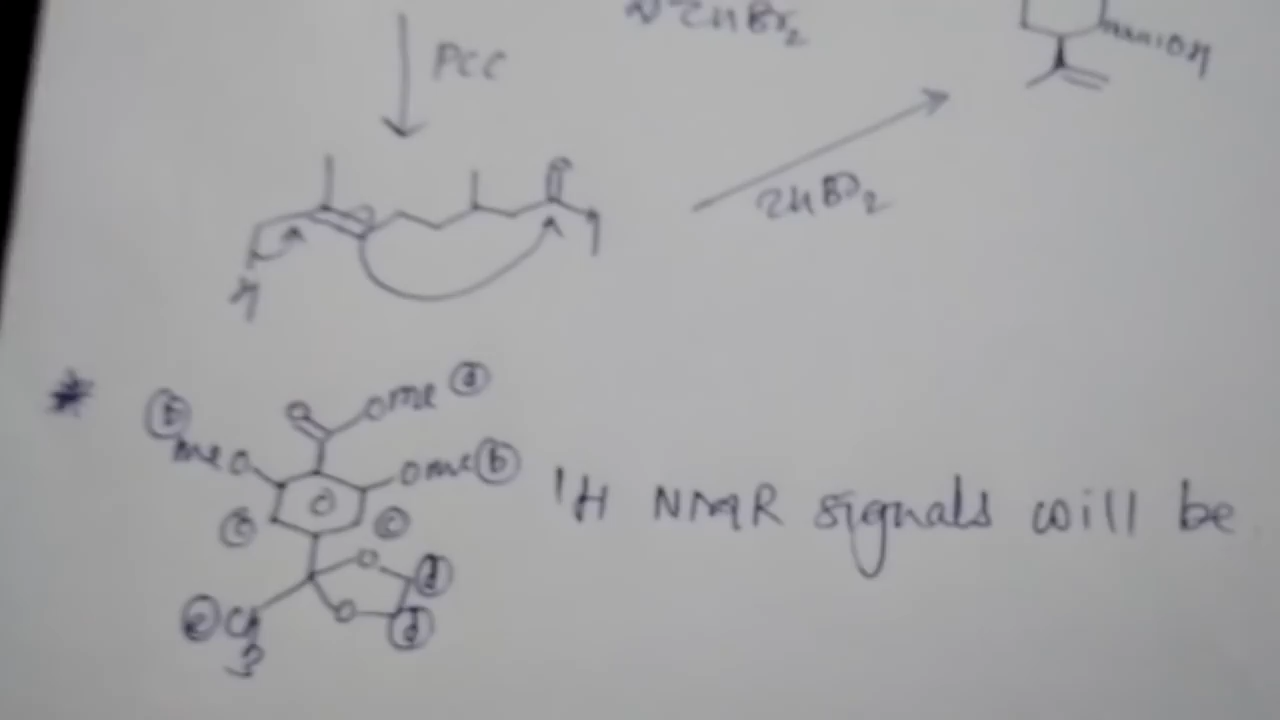 ZnBr2
OH
PCC
O
ZnBr2
H
H
*
a
OMe
O
b
MeO
OMe b
1H NMR signals will be
c
c
O
d
e CH3
O
d